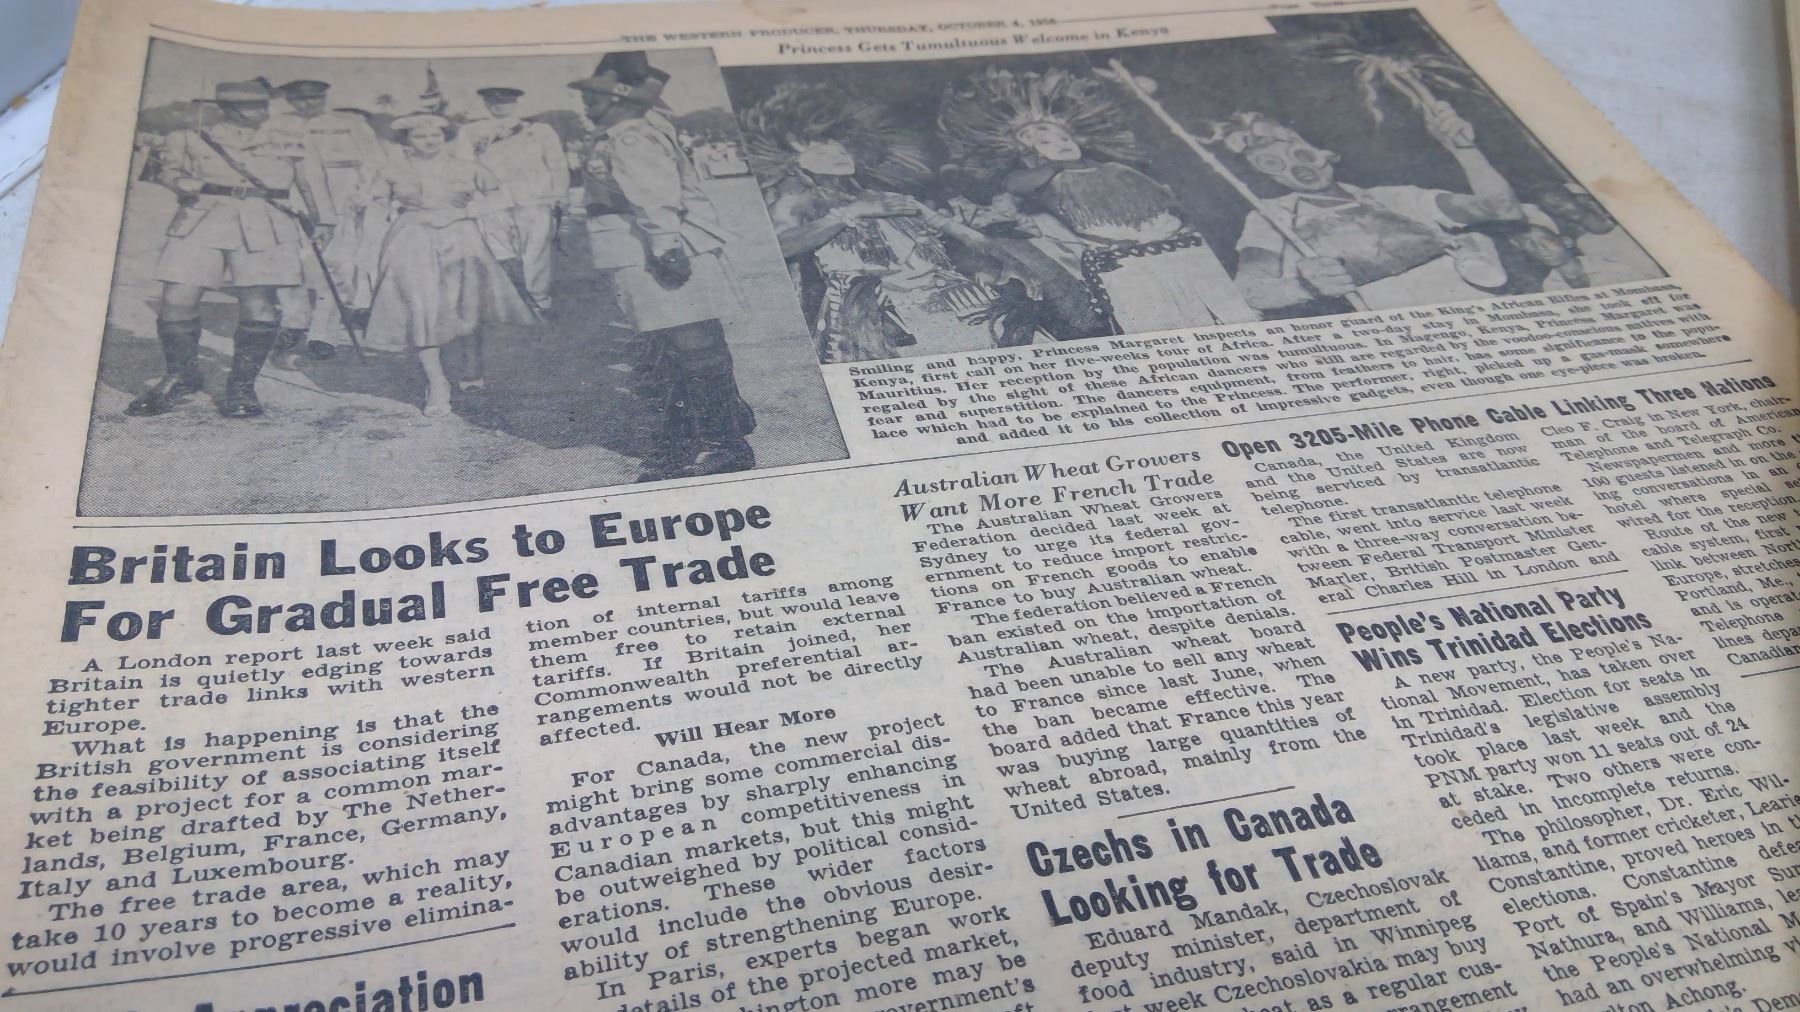 THE WESTERN PRODUCER, THURSDAY, OCTOBER 4, 1956
Page Three
Princess Gets Tumultuous Welcome in Kenya
Smiling and happy, Princess Margaret inspects an honor guard of the King's African Rifles at Mombasa,
Kenya, first call on her five-weeks tour of Africa. After a two-day stay in Mombasa, she took off for
Mauritius. Her reception by the population was tumultuous. In Magengo, Kenya, Princess Margaret was
regaled by the sight of these African dancers who still are regarded by the voodoo-conscious natives with
fear and superstition. The dancers equipment, from feathers to hair, has some significance to the popu-
lace which had to be explained to the Princess. The performer, right, picked up a gas-mask somewhere
and added it to his collection of impressive gadgets, even though one eye-piece was broken.
Britain Looks to Europe
For Gradual Free Trade
A London report last week said
Britain is quietly edging towards
tighter trade links with western
Europe.
What is happening is that the
British government is considering
the feasibility of associating itself
with a project for a common mar-
ket being drafted by The Nether-
lands, Belgium, France, Germany,
Italy and Luxembourg.
The free trade area, which may
take 10 years to become a reality,
would involve progressive elimina-
tion of internal tariffs among
member countries, but would leave
them free to retain external
tariffs. If Britain joined, her
Commonwealth preferential ar-
rangements would not be directly
affected.
Will Hear More
For Canada, the new project
might bring some commercial dis-
advantages by sharply enhancing
European competitiveness in
Canadian markets, but this might
be outweighed by political consid-
erations. These wider factors
would include the obvious desir-
ability of strengthening Europe.
In Paris, experts began work
details of the projected market,
more may be
Appreciation
Australian Wheat Growers
Want More French Trade
The Australian Wheat Growers
Federation decided last week at
Sydney to urge its federal gov-
ernment to reduce import restric-
tions on French goods to enable
France to buy Australian wheat.
The federation believed a French
ban existed on the importation of
Australian wheat, despite denials.
The Australian wheat board
had been unable to sell any wheat
to France since last June, when
the ban became effective. The
board added that France this year
was buying large quantities of
wheat abroad, mainly from the
United States.
Czechs in Canada
Looking for Trade
Eduard Mandak, Czechoslovak
deputy minister, department of
food industry, said in Winnipeg
week Czechoslovakia may buy
as a regular cus-
Open 3205-Mile Phone Cable Linking Three Nations
Canada, the United Kingdom
and the United States are now
being serviced by transatlantic
telephone.
The first transatlantic telephone
cable, went into service last week
with a three-way conversation be-
tween Federal Transport Minister
Marler, British Postmaster Gen-
eral Charles Hill in London and
Cleo F. Craig in New York, chair-
man of the board of American
Telephone and Telegraph Co.
Newspapermen and more
100 guests listened in on the
ing conversations in an
hotel where special
wired for the reception.
Route of the new
cable system, first
link between
Europe, stretches
Portland, Me.,
and is
Telephone
lines
Canadian
People's National Party
Wins Trinidad Elections
A new party, the People's Na-
tional Movement, has taken over
in Trinidad. Election for seats in
Trinidad's legislative assembly
took place last week and the
PNM party won 11 seats out of 24
at stake. Two others were con-
ceded in incomplete returns.
The philosopher, Dr. Eric Wil-
liams, and former cricketer,
Constantine, proved heroes in
elections. Constantine
Port of Spain's Mayor
Nathura, and Williams,
the People's National
had an overwhelming
Achong.